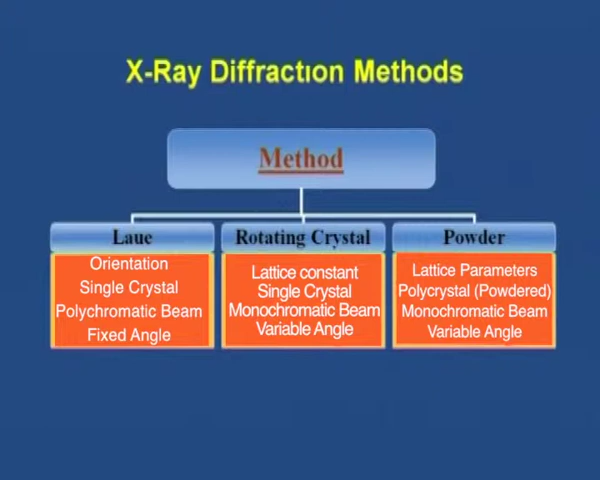 X-Ray Diffraction Methods
Method
Laue
Orientation
Single Crystal
Polychromatic Beam
Fixed Angle
Rotating Crystal
Lattice constant
Single Crystal
Monochromatic Beam
Variable Angle
Powder
Lattice Parameters
Polycrystal (Powdered)
Monochromatic Beam
Variable Angle